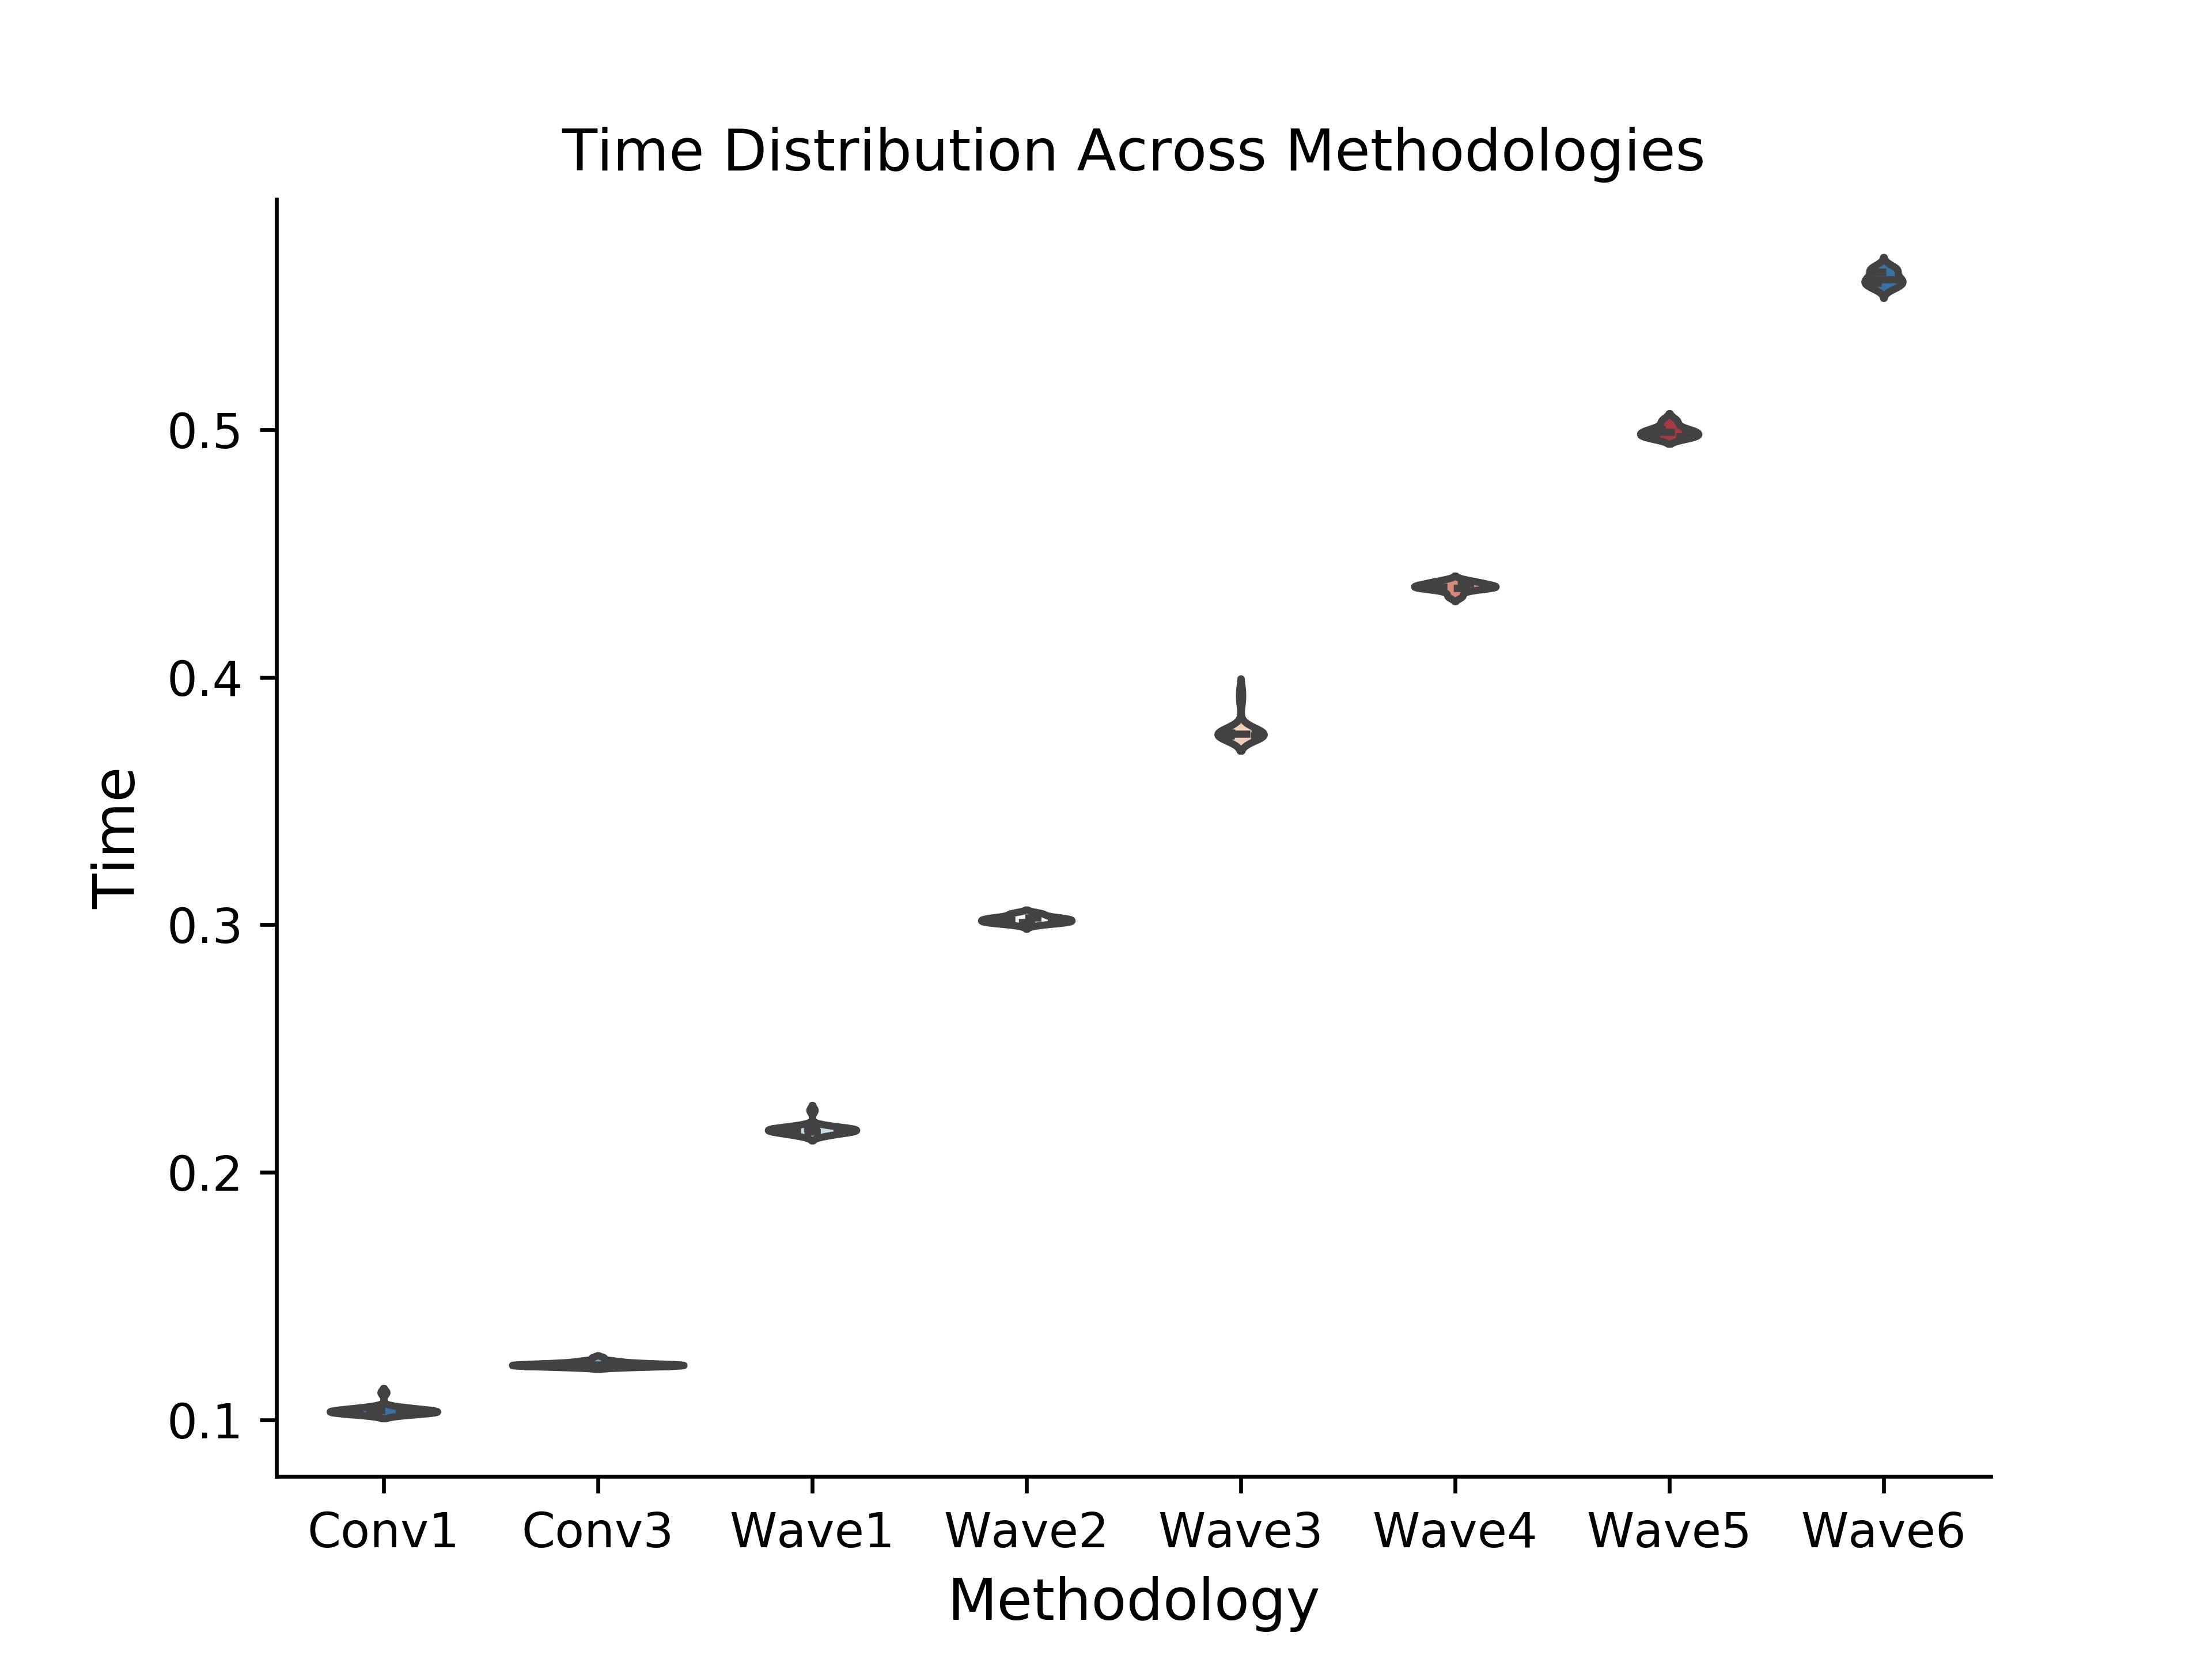 Time Distribution Across Methodologies
Time
0.5
0.4
0.3
0.2
0.1
Conv1 Conv3 Wave1 Wave2 Wave3 Wave4 Wave5 Wave6
Methodology